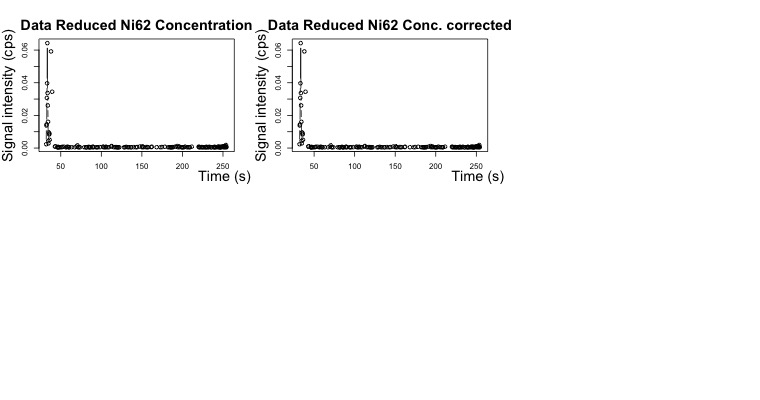 Data Reduced Ni62 Concentration
Signal intensity (cps)
0.00 0.02 0.04 0.06
50 100 150 200 250
Time (s)
Data Reduced Ni62 Conc. corrected
Signal intensity (cps)
0.00 0.02 0.04 0.06
50 100 150 200 250
Time (s)